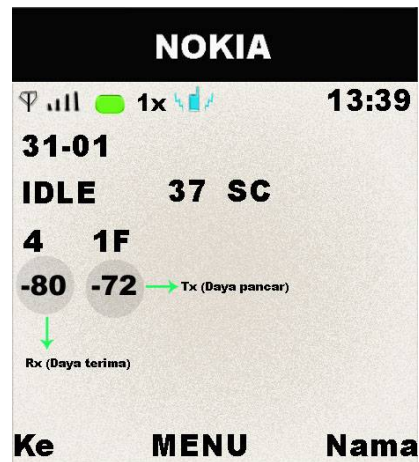 NOKIA
1x 13:39
31-01
IDLE 37 SC
4 1F
-80 -72 Tx (Daya pancar)
Rx (Daya terima)
Ke MENU Nama